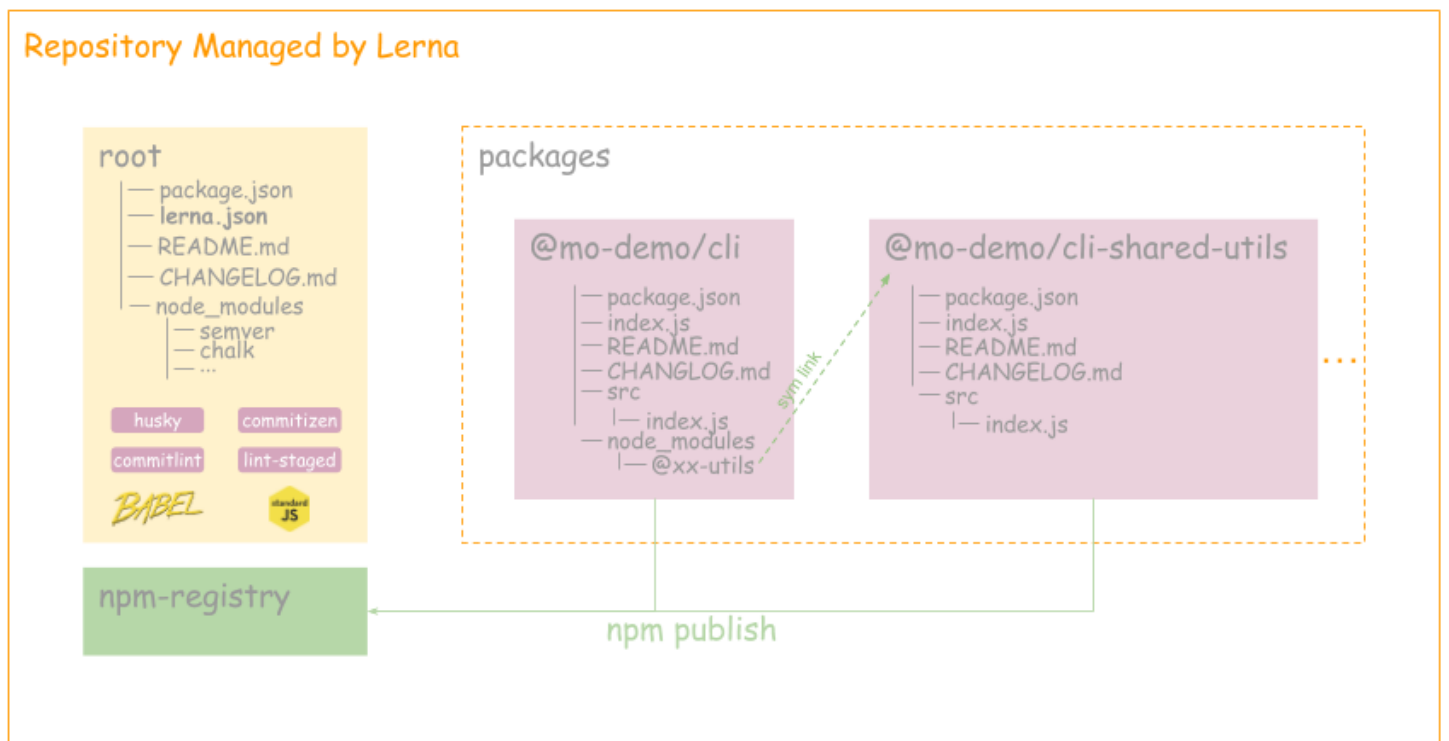 Repository Managed by Lerna
root
package.json
lerna.json
README.md
CHANGELOG.md
node_modules
semver
chalk
...
husky
commitizen
commitlint
lint-staged
BABEL
standard
JS
npm-registry
packages
@mo-demo/cli
package.json
index.js
README.md
CHANGLOG.md
src
index.js
node_modules
@xx-utils
sym link
@mo-demo/cli-shared-utils
package.json
index.js
README.md
CHANGELOG.md
src
index.js
...
npm publish